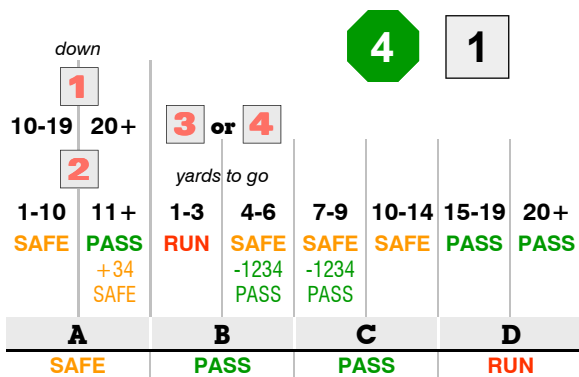 4 1
down
1
10-19 20+ 3 or 4
2
yards to go
1-10 11+ 1-3 4-6 7-9 10-14 15-19 20+
SAFE PASS RUN SAFE SAFE SAFE PASS PASS
+34 -1234 -1234
SAFE PASS PASS
A B C D
SAFE PASS PASS RUN